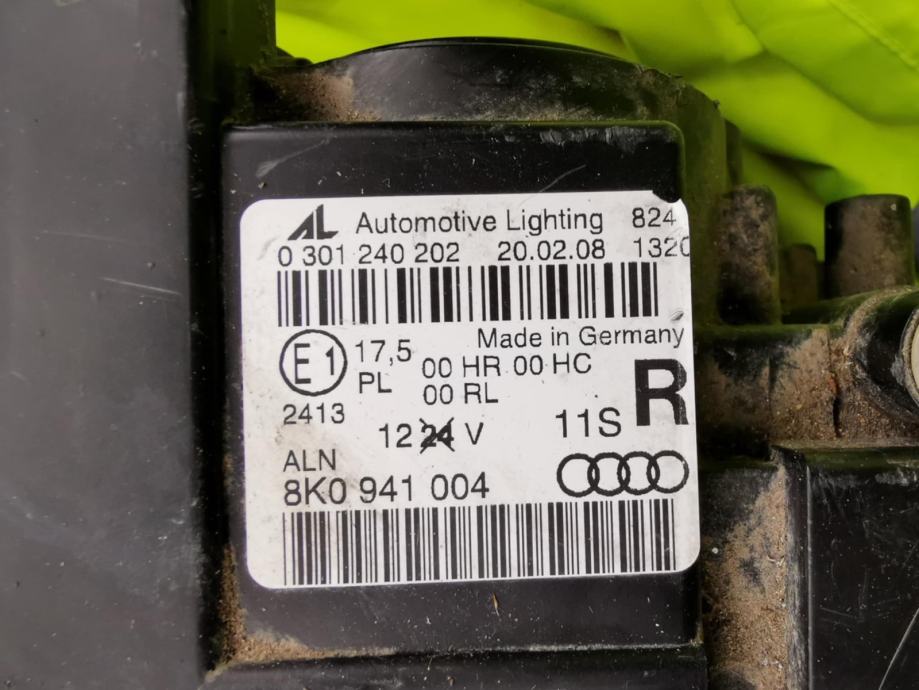 AL Automotive Lighting 824
0 301 240 202 20.02.08 1320
Made in Germany
E1 17,5 00 HR 00 HC
PL 00 RL R
2413
12 24 V 11S
ALN
8K0 941 004